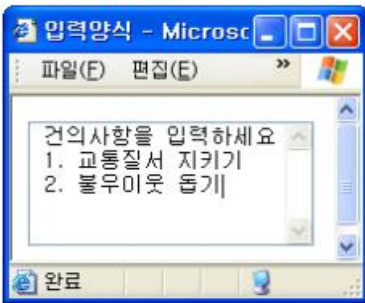 입력양식 - Microsc
파일(F) 편집(E) »
건의사항을 입력하세요
1. 교통질서 지키기
2. 불우이웃 돕기
완료